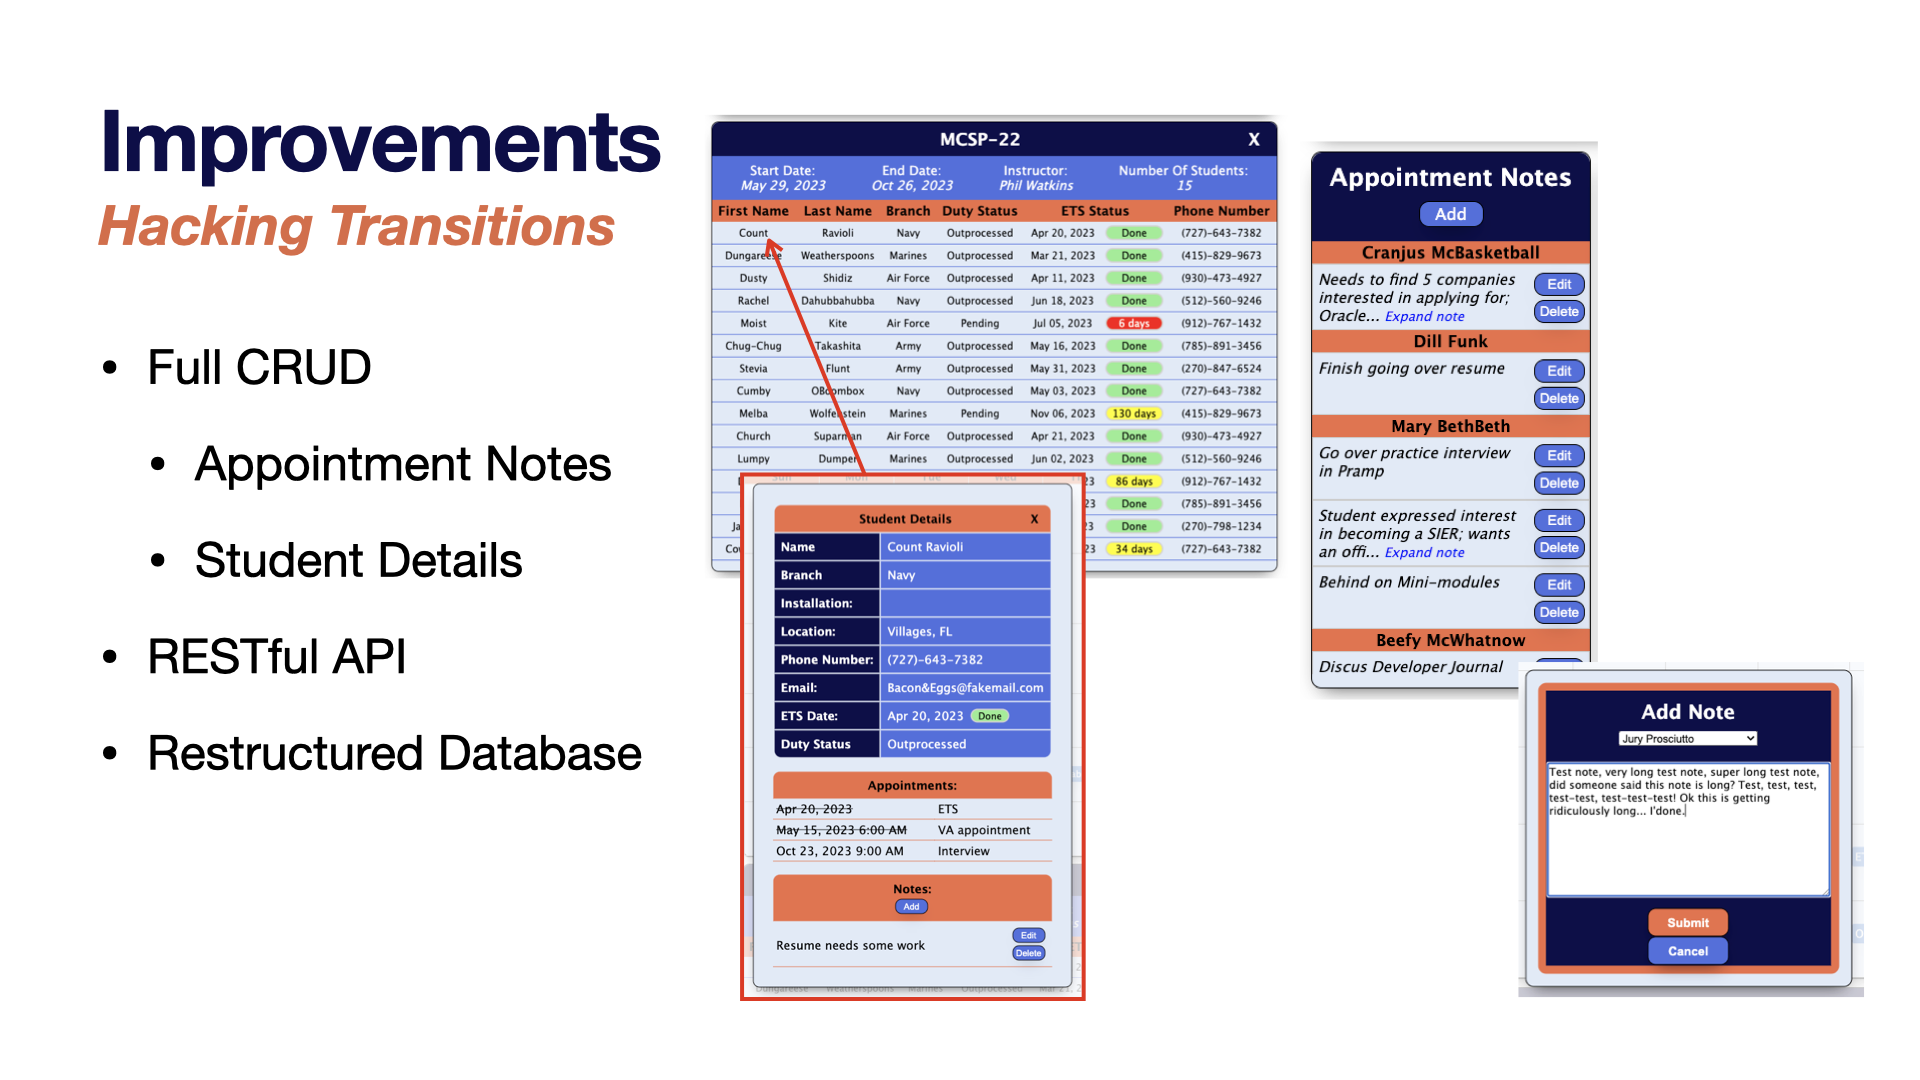 Improvements
Hacking Transitions
• Full CRUD
• Appointment Notes
• Student Details
• RESTful API
• Restructured Database
MCSP-22 X
Start Date: End Date: Instructor: Number Of Students:
May 29, 2023 Oct 26, 2023 Phil Watkins 15
First Name Last Name Branch Duty Status ETS Status Phone Number
Count Ravioli Navy Outprocessed Apr 20, 2023 Done (727)-643-7382
Dungareese Weatherspoons Marines Outprocessed Mar 21, 2023 Done (415)-829-9673
Dusty Shidiz Air Force Outprocessed Apr 11, 2023 Done (930)-473-4927
Rachel Dahubbahubba Navy Outprocessed Jun 18, 2023 Done (512)-560-9246
Moist Kite Air Force Pending Jul 05, 2023 6 days (912)-767-1432
Chug-Chug Takashita Army Outprocessed May 16, 2023 Done (785)-891-3456
Stevia Flunt Army Outprocessed May 31, 2023 Done (270)-847-6524
Cumby OBoombox Navy Outprocessed May 03, 2023 Done (727)-643-7382
Melba Wolfenstein Marines Pending Nov 06, 2023 130 days (415)-829-9673
Church Suparman Air Force Outprocessed Apr 21, 2023 Done (930)-473-4927
Lumpy Dumper Marines Outprocessed Jun 02, 2023 Done (512)-560-9246
23 86 days (912)-767-1432
23 Done (785)-891-3456
Ja 23 Done (270)-798-1234
Cov 23 34 days (727)-643-7382
Sun Mon Tue Wed
Student Details X
Name Count Ravioli
Branch Navy
Installation:
Location: Villages, FL
Phone Number: (727)-643-7382
Email: Bacon&Eggs@fakemail.com
ETS Date: Apr 20, 2023 Done
Duty Status Outprocessed
Appointments:
Apr 20, 2023 ETS
May 15, 2023 6:00 AM VA appointment
Oct 23, 2023 9:00 AM Interview
Notes:
Add
Resume needs some work
Edit
Delete
Dungareese Weatherspoons Marines Outprocessed Mar 21, 2
Appointment Notes
Add
Cranjus McBasketball
Needs to find 5 companies
interested in applying for;
Oracle... Expand note
Edit
Delete
Dill Funk
Finish going over resume
Edit
Delete
Mary BethBeth
Go over practice interview
in Pramp
Edit
Delete
Student expressed interest
in becoming a SIER; wants
an offi... Expand note
Edit
Delete
Behind on Mini-modules
Edit
Delete
Beefy McWhatnow
Discus Developer Journal
Add Note
Jury Prosciutto
Test note, very long test note, super long test note,
did someone said this note is long? Test, test, test,
test-test, test-test-test! Ok this is getting
ridiculously long... I'done.
Submit
Cancel